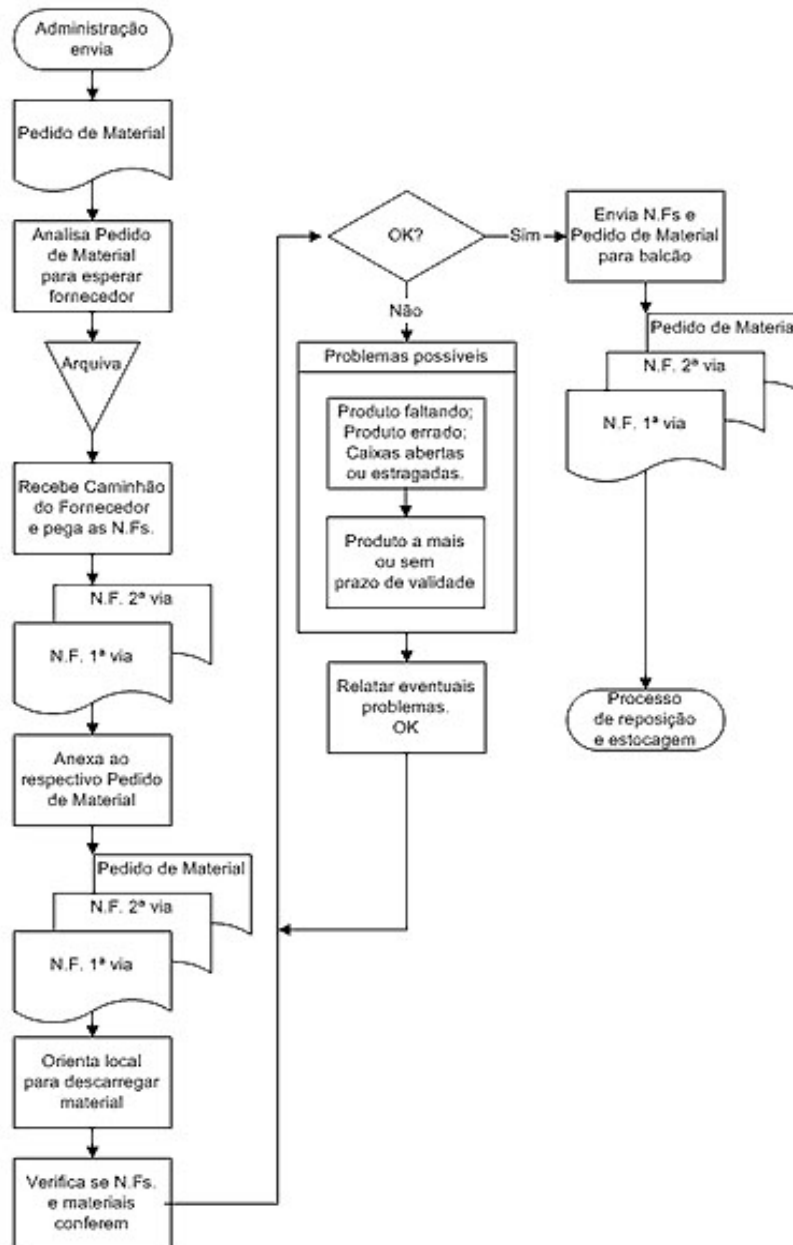 Administração
envia
Pedido de Material
Analisa Pedido
de Material
para esperar
fornecedor
Arquiva
Recebe Caminhão
do Fornecedor
e pega as N.Fs.
N.F. 2ª via
N.F. 1ª via
Anexa ao
respectivo Pedido
de Material
Pedido de Material
N.F. 2ª via
N.F. 1ª via
Orienta local
para descarregar
material
Verifica se N.Fs.
e materiais
conferem
OK?
Sim
Não
Problemas possíveis
Produto faltando;
Produto errado;
Caixas abertas
ou estragadas.
Produto a mais
ou sem
prazo de validade
Relatar eventuais
problemas.
OK
Envia N.Fs e
Pedido de Material
para balcão
Pedido de Materia
N.F. 2ª via
N.F. 1ª via
Processo
de reposição
e estocagem